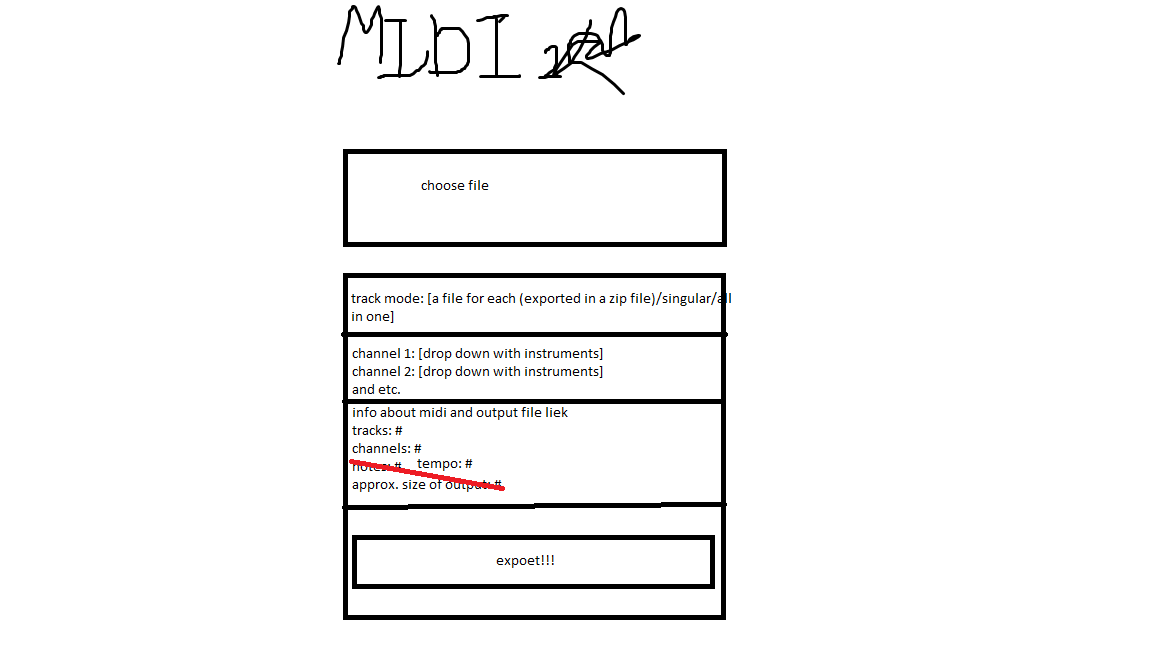 MIDI
choose file
track mode: [a file for each (exported in a zip file)/singular/all
in one]
channel 1: [drop down with instruments]
channel 2: [drop down with instruments]
and etc.
info about midi and output file liek
tracks: #
channels: #
notes: # tempo: #
approx. size of output: #
expoet!!!